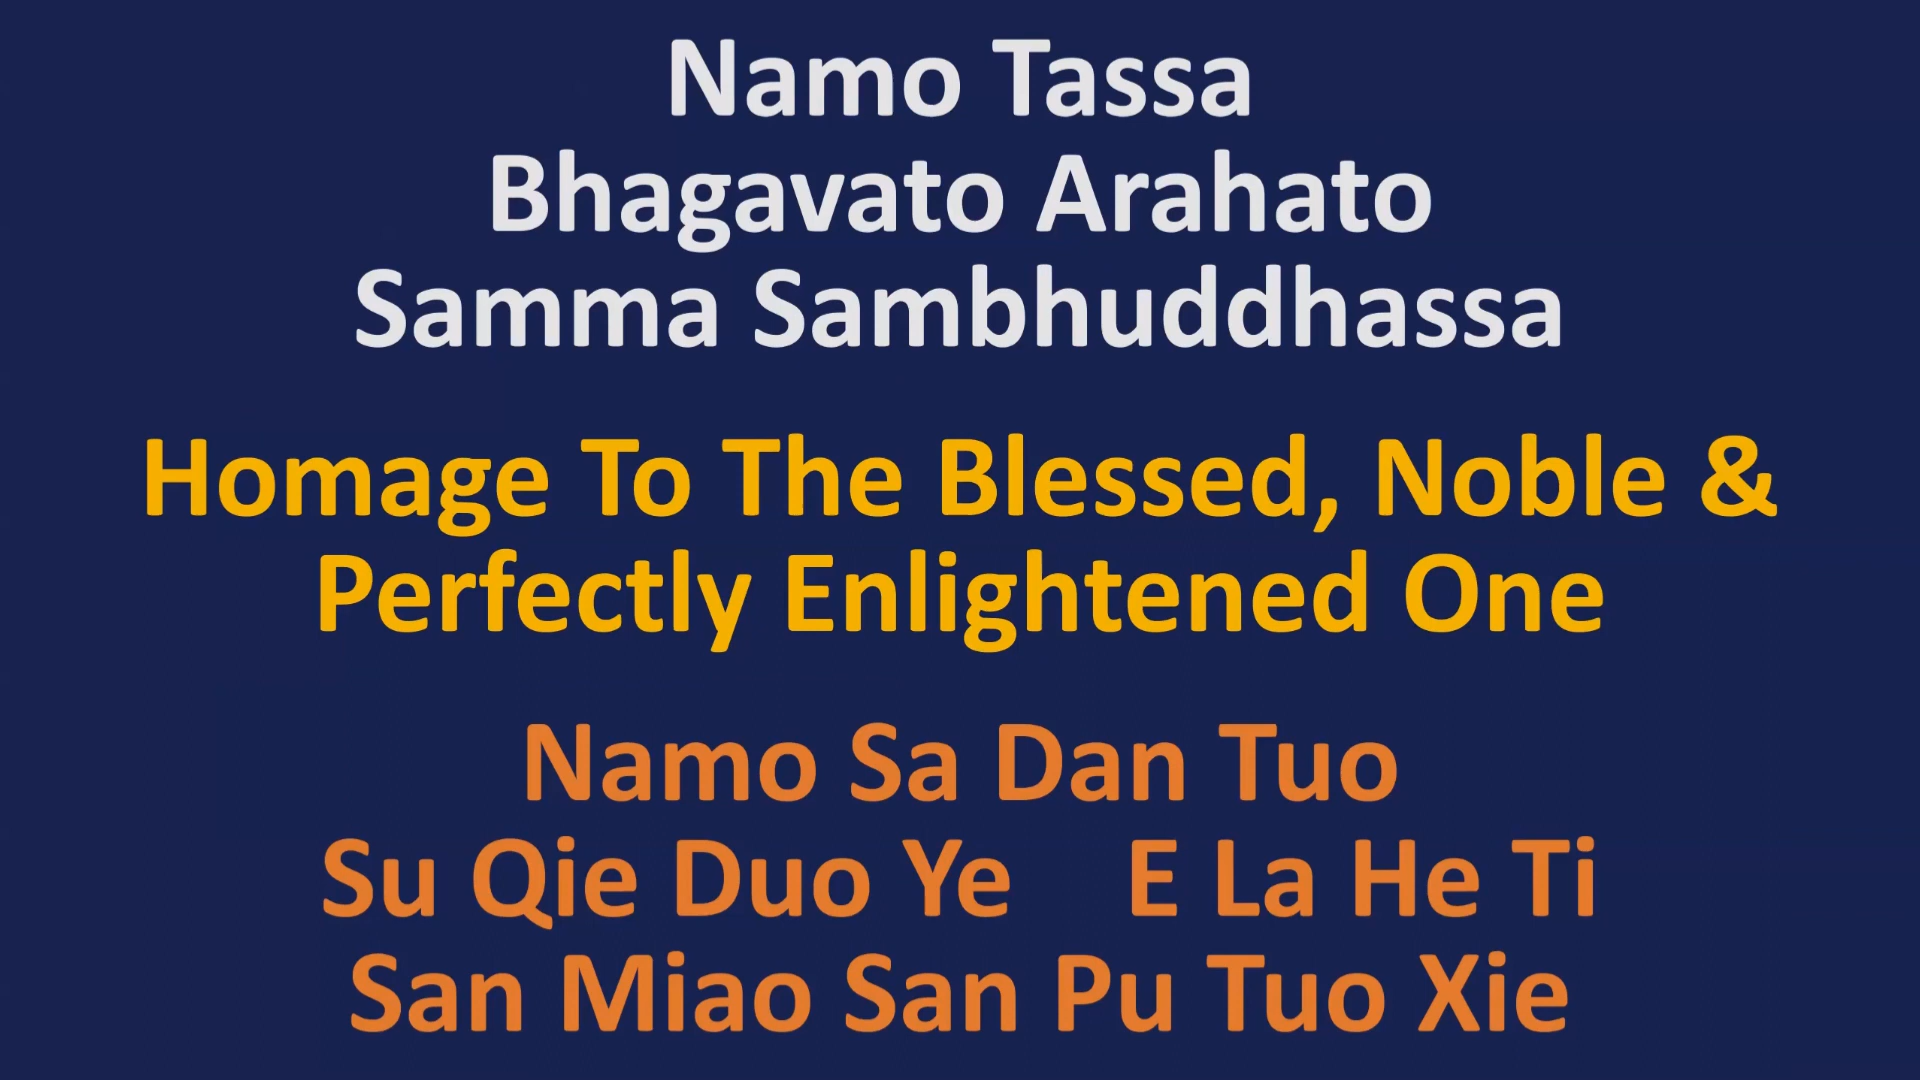 Namo Tassa
Bhagavato Arahato
Samma Sambhuddhassa
Homage To The Blessed, Noble &
Perfectly Enlightened One
Namo Sa Dan Tuo
Su Qie Duo Ye E La He Ti
San Miao San Pu Tuo Xie